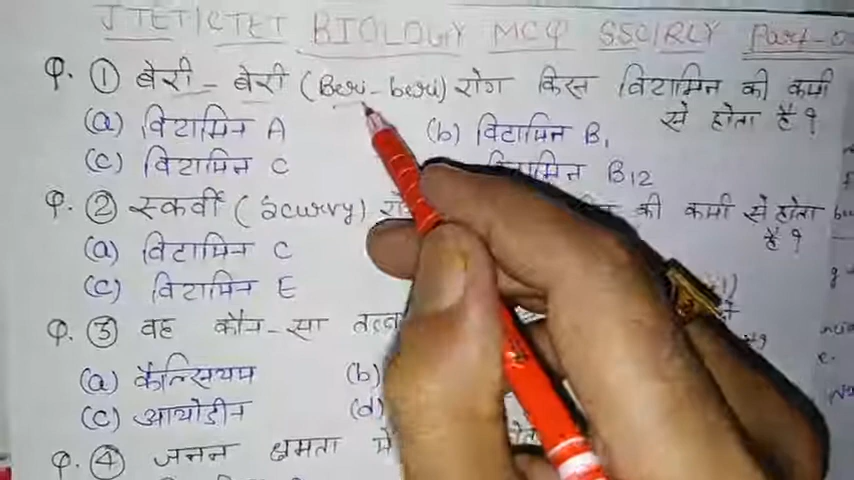 JTET/CTET BIOLOGY MCQ SSC/RLY Part-0
Q. ① बेरी - बेरी (Beri-beri) रोग किस विटामिन की कमी
से होता है?
(a) विटामिन A (b) विटामिन B₁
(c) विटामिन C विटामिन B12
Q. ② स्कर्वी (Scurvy) की कमी से होता
है?
(a) विटामिन C
(c) विटामिन E
Q. ③ वह कौन-सा
(a) कैल्सियम (b)
(c) आयोडीन (d)
Q. ④ जनन क्षमता में